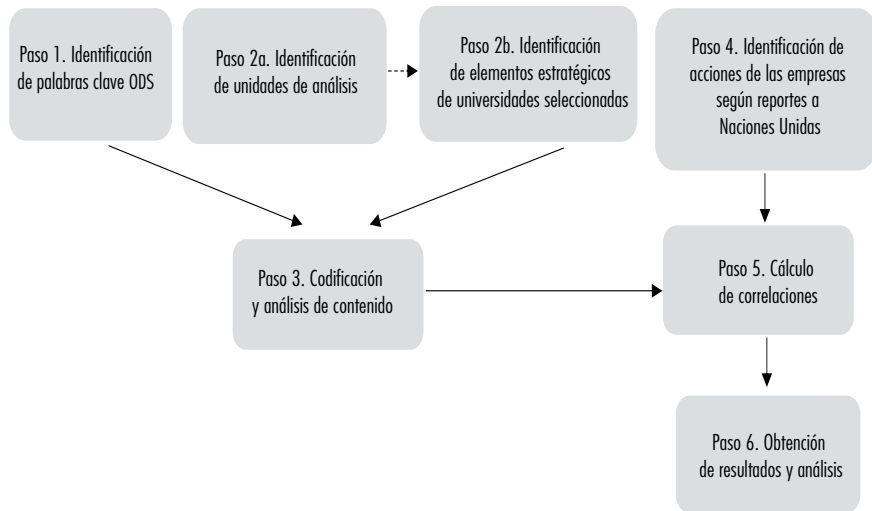 Paso 1. Identificación
de palabras clave ODS
Paso 2a. Identificación
de unidades de análisis
Paso 2b. Identificación
de elementos estratégicos
de universidades seleccionadas
Paso 4. Identificación de
acciones de las empresas
según reportes a
Naciones Unidas
Paso 3. Codificación
y análisis de contenido
Paso 5. Cálculo
de correlaciones
Paso 6. Obtención
de resultados y análisis